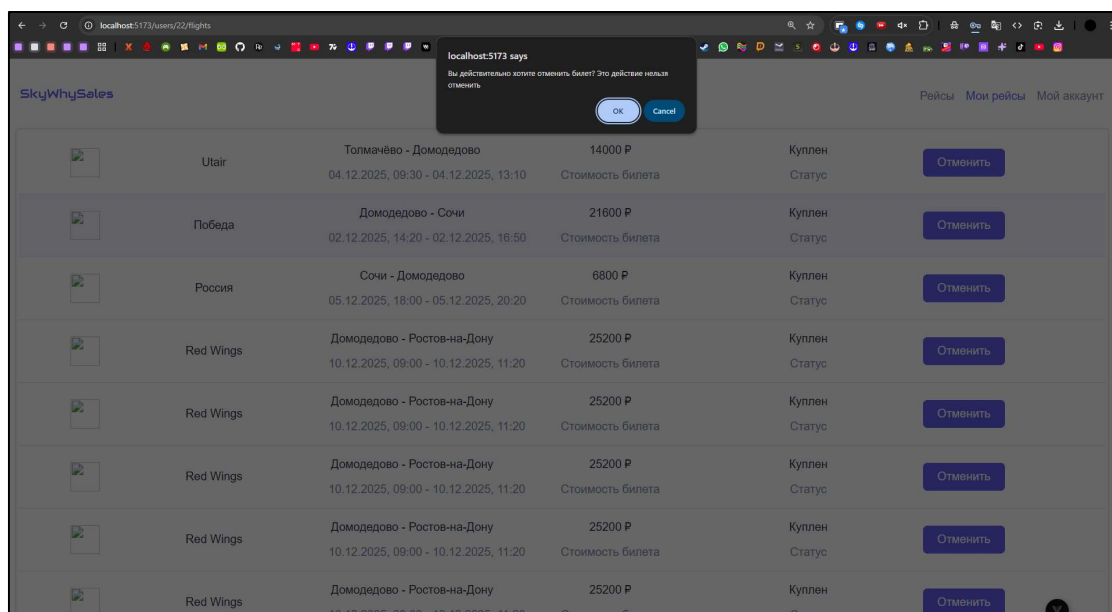 localhost:5173/users/22/flights
localhost:5173 says
Вы действительно хотите отменить билет? Это действие нельзя
отменить
OK Cancel
SkyWhySales
Рейсы Мои рейсы Мой аккаунт
Utair Толмачёво - Домодедово 14000 ₽ Куплен Отменить
04.12.2025, 09:30 - 04.12.2025, 13:10 Стоимость билета Статус
Победа Домодедово - Сочи 21600 ₽ Куплен Отменить
02.12.2025, 14:20 - 02.12.2025, 16:50 Стоимость билета Статус
Россия Сочи - Домодедово 6800 ₽ Куплен Отменить
05.12.2025, 18:00 - 05.12.2025, 20:20 Стоимость билета Статус
Red Wings Домодедово - Ростов-на-Дону 25200 ₽ Куплен Отменить
10.12.2025, 09:00 - 10.12.2025, 11:20 Стоимость билета Статус
Red Wings Домодедово - Ростов-на-Дону 25200 ₽ Куплен Отменить
10.12.2025, 09:00 - 10.12.2025, 11:20 Стоимость билета Статус
Red Wings Домодедово - Ростов-на-Дону 25200 ₽ Куплен Отменить
10.12.2025, 09:00 - 10.12.2025, 11:20 Стоимость билета Статус
Red Wings Домодедово - Ростов-на-Дону 25200 ₽ Куплен Отменить
10.12.2025, 09:00 - 10.12.2025, 11:20 Стоимость билета Статус
Red Wings Домодедово - Ростов-на-Дону 25200 ₽ Куплен Отменить